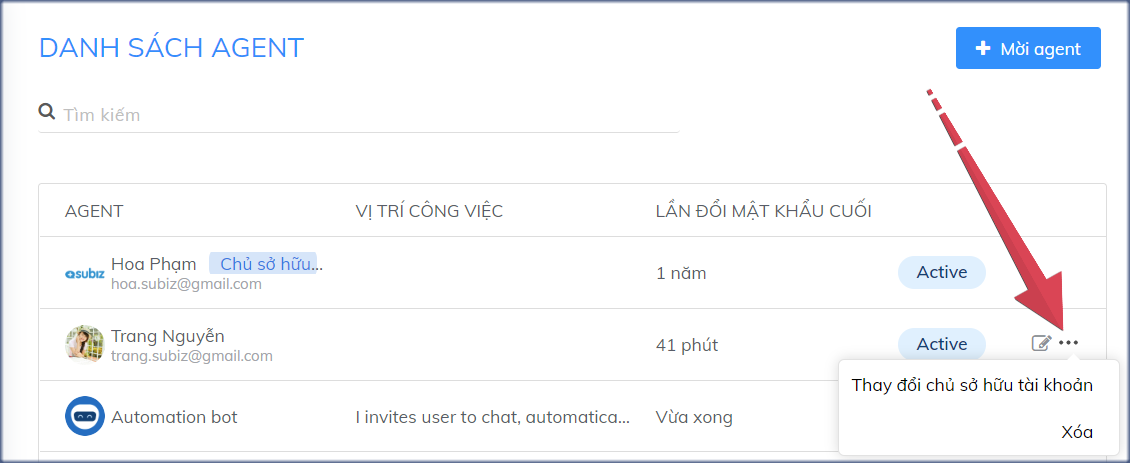 DANH SÁCH AGENT
Mời agent
Tìm kiếm
AGENT VỊ TRÍ CÔNG VIỆC LẦN ĐỔI MẬT KHẨU CUỐI
subiz Hoa Phạm Chủ sở hữu... 1 năm Active
hoa.subiz@gmail.com
Trang Nguyễn 41 phút Active
trang.subiz@gmail.com
Thay đổi chủ sở hữu tài khoản
Automation bot I invites user to chat, automatica... Vừa xong
Xóa